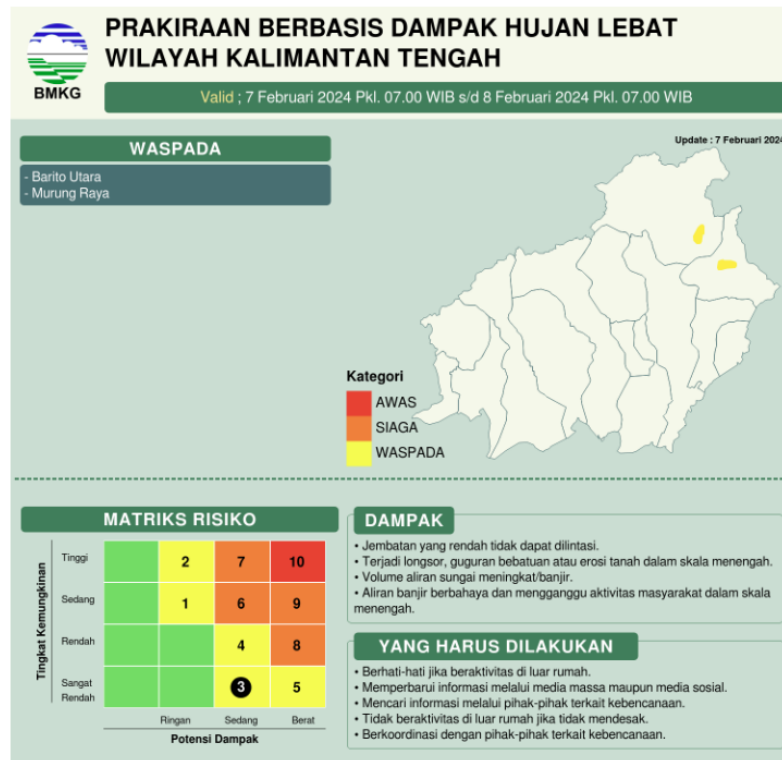 PRAKIRAAN BERBASIS DAMPAK HUJAN LEBAT
WILAYAH KALIMANTAN TENGAH
BMKG
Valid ; 7 Februari 2024 Pkl. 07.00 WIB s/d 8 Februari 2024 Pkl. 07.00 WIB
WASPADA
- Barito Utara
- Murung Raya
Update : 7 Februari 2024
Kategori
AWAS
SIAGA
WASPADA
MATRIKS RISIKO
Tingkat Kemungkinan
Tinggi
2 7 10
Sedang
1 6 9
Rendah
4 8
Sangat
Rendah
3 5
Ringan Sedang Berat
Potensi Dampak
DAMPAK
• Jembatan yang rendah tidak dapat dilintasi.
• Terjadi longsor, guguran bebatuan atau erosi tanah dalam skala menengah.
• Volume aliran sungai meningkat/banjir.
• Aliran banjir berbahaya dan mengganggu aktivitas masyarakat dalam skala
menengah.
YANG HARUS DILAKUKAN
• Berhati-hati jika beraktivitas di luar rumah.
• Memperbarui informasi melalui media massa maupun media sosial.
• Mencari informasi melalui pihak-pihak terkait kebencanaan.
• Tidak beraktivitas di luar rumah jika tidak mendesak.
• Berkoordinasi dengan pihak-pihak terkait kebencanaan.